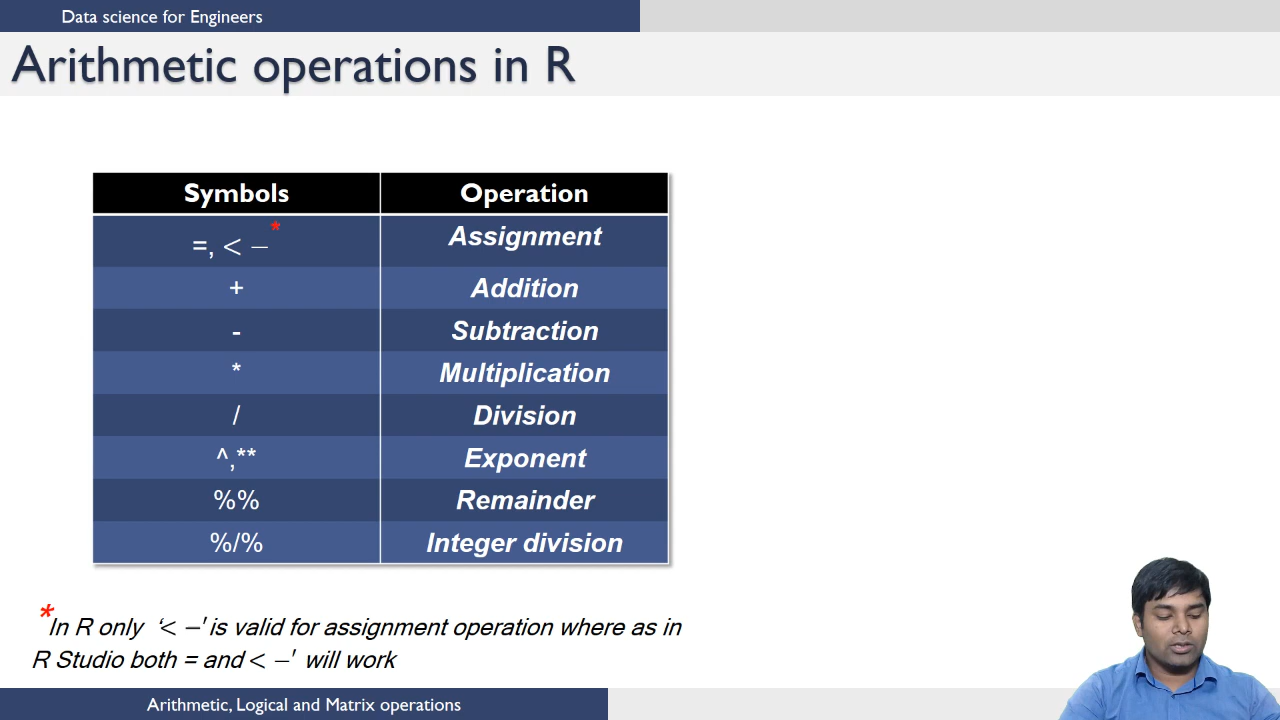 Data science for Engineers
Arithmetic operations in R
Symbols Operation
=, < −* Assignment
+ Addition
- Subtraction
* Multiplication
/ Division
^,** Exponent
%% Remainder
%/% Integer division
*In R only ‘< −′ is valid for assignment operation where as in
R Studio both = and < −′ will work
Arithmetic, Logical and Matrix operations